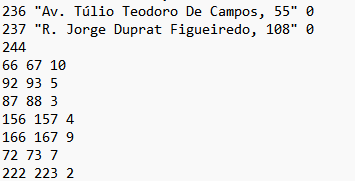 236 "Av. Túlio Teodoro De Campos, 55" 0
237 "R. Jorge Duprat Figueiredo, 108" 0
244
66 67 10
92 93 5
87 88 3
156 157 4
166 167 9
72 73 7
222 223 2